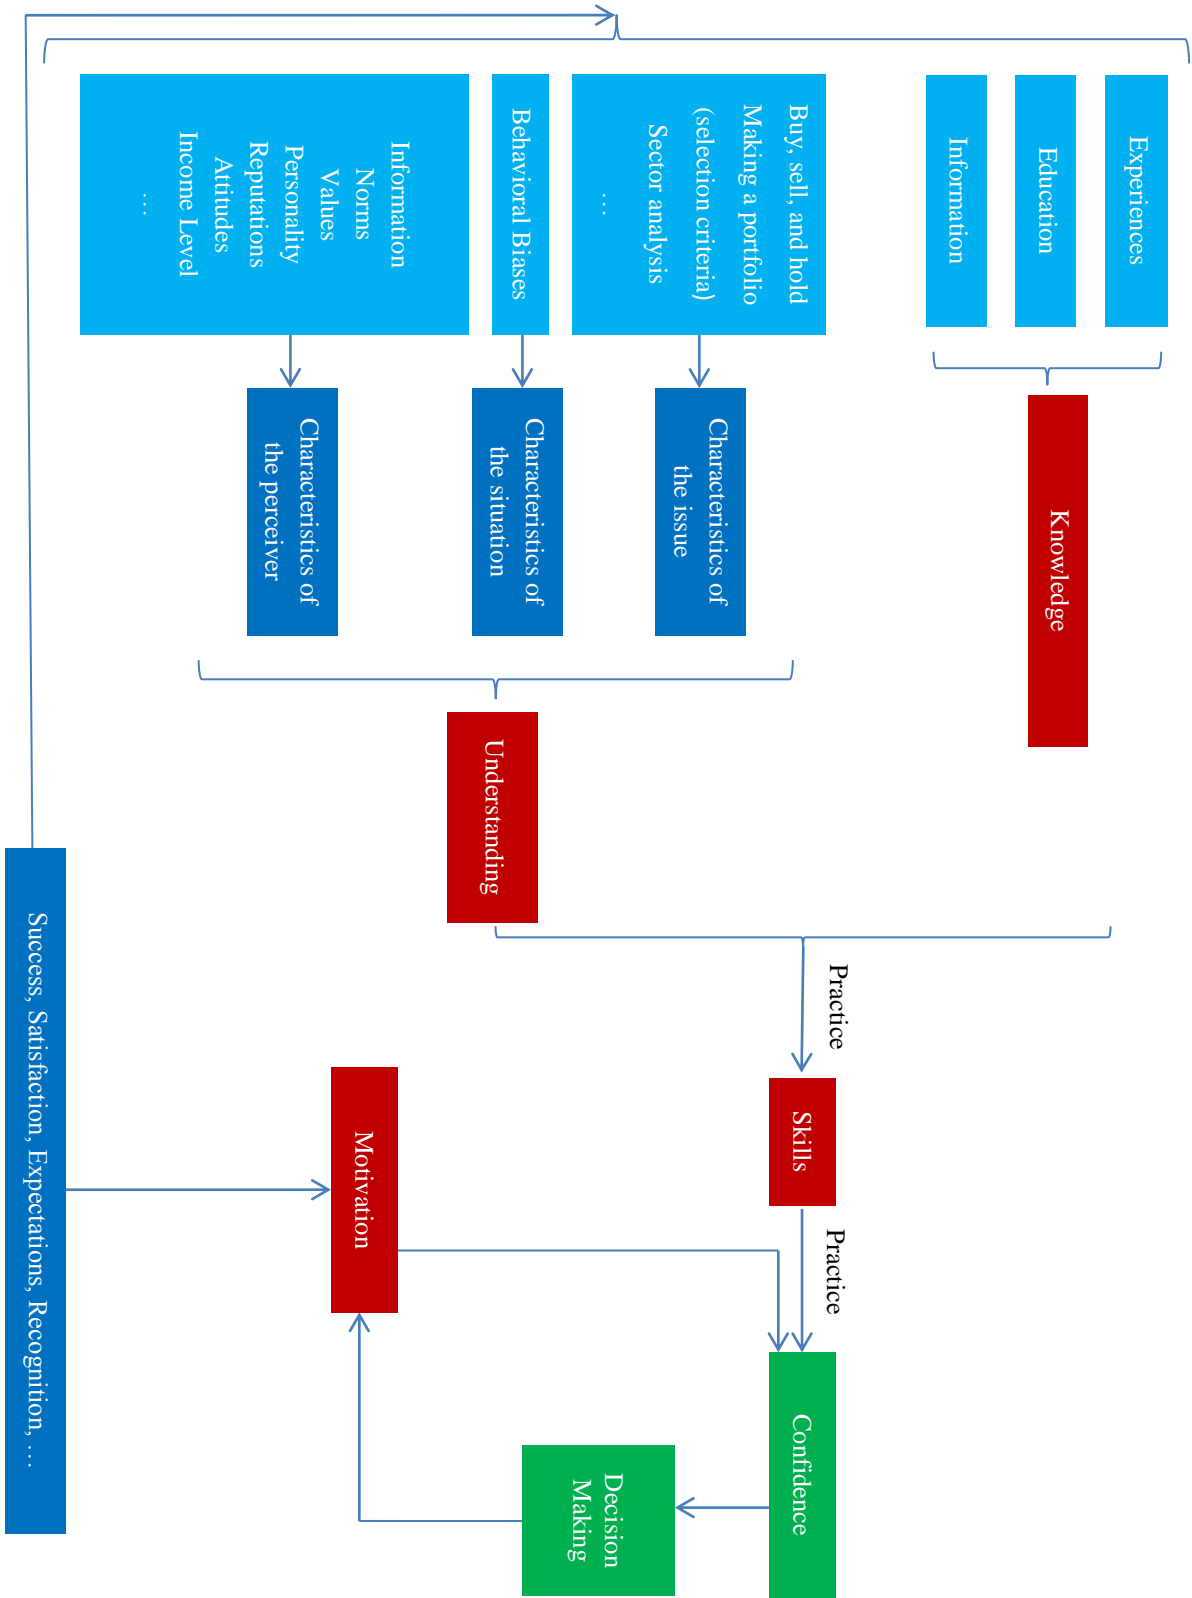 Experiences
Education
Information
Knowledge
Buy, sell, and hold
Making a portfolio
(selection criteria)
Sector analysis
…
Characteristics of
the issue
Behavioral Biases
Characteristics of
the situation
Information
Norms
Values
Personality
Reputations
Attitudes
Income Level
…
Characteristics of
the perceiver
Understanding
Practice
Skills
Practice
Confidence
Decision
Making
Motivation
Success, Satisfaction, Expectations, Recognition, ….